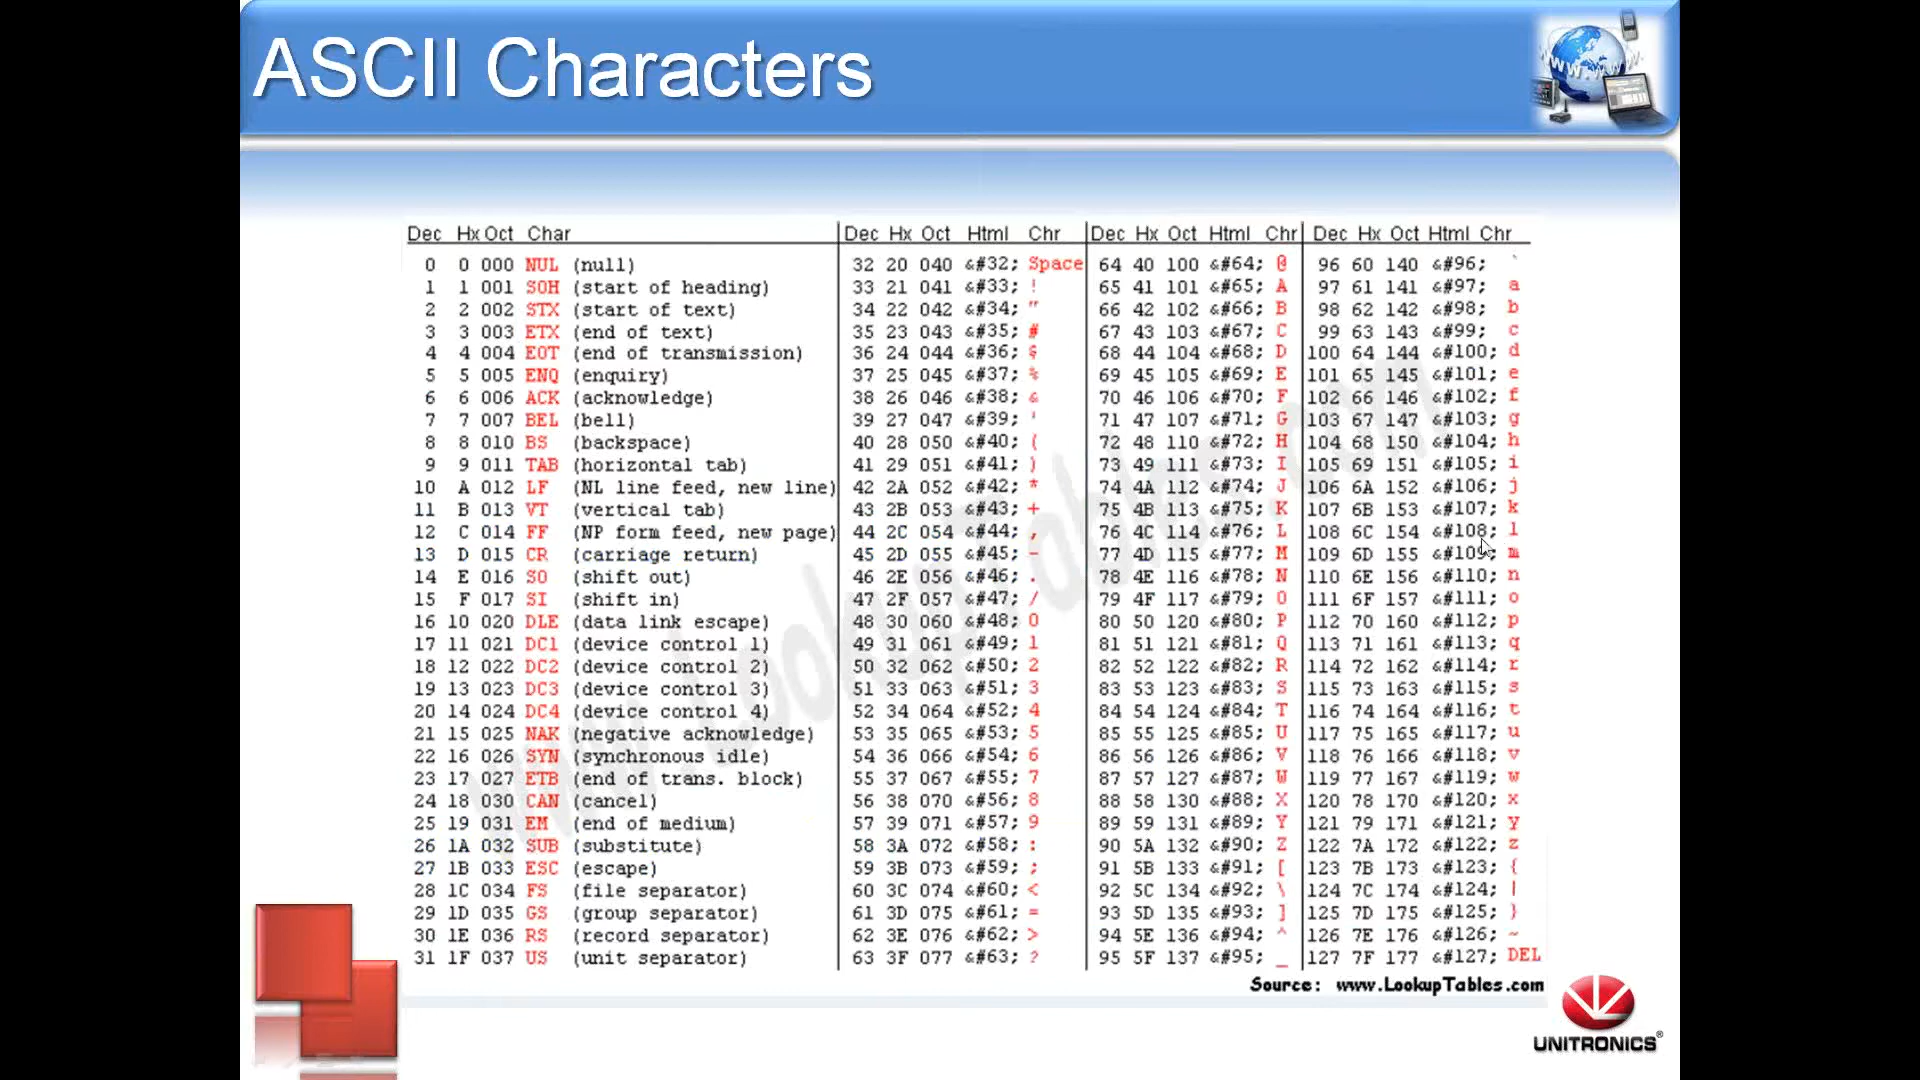 ASCII Characters
Dec Hx Oct Char Dec Hx Oct Html Chr Dec Hx Oct Html Chr Dec Hx Oct Html Chr
0 0 000 NUL (null) 32 20 040 &#32; Space 64 40 100 &#64; @ 96 60 140 &#96; `
1 1 001 SOH (start of heading) 33 21 041 &#33; ! 65 41 101 &#65; A 97 61 141 &#97; a
2 2 002 STX (start of text) 34 22 042 &#34; " 66 42 102 &#66; B 98 62 142 &#98; b
3 3 003 ETX (end of text) 35 23 043 &#35; # 67 43 103 &#67; C 99 63 143 &#99; c
4 4 004 EOT (end of transmission) 36 24 044 &#36; $ 68 44 104 &#68; D 100 64 144 &#100; d
5 5 005 ENQ (enquiry) 37 25 045 &#37; % 69 45 105 &#69; E 101 65 145 &#101; e
6 6 006 ACK (acknowledge) 38 26 046 &#38; & 70 46 106 &#70; F 102 66 146 &#102; f
7 7 007 BEL (bell) 39 27 047 &#39; ' 71 47 107 &#71; G 103 67 147 &#103; g
8 8 010 BS (backspace) 40 28 050 &#40; ( 72 48 110 &#72; H 104 68 150 &#104; h
9 9 011 TAB (horizontal tab) 41 29 051 &#41; ) 73 49 111 &#73; I 105 69 151 &#105; i
10 A 012 LF (NL line feed, new line) 42 2A 052 &#42; * 74 4A 112 &#74; J 106 6A 152 &#106; j
11 B 013 VT (vertical tab) 43 2B 053 &#43; + 75 4B 113 &#75; K 107 6B 153 &#107; k
12 C 014 FF (NP form feed, new page) 44 2C 054 &#44; , 76 4C 114 &#76; L 108 6C 154 &#108; l
13 D 015 CR (carriage return) 45 2D 055 &#45; - 77 4D 115 &#77; M 109 6D 155 &#109; m
14 E 016 SO (shift out) 46 2E 056 &#46; . 78 4E 116 &#78; N 110 6E 156 &#110; n
15 F 017 SI (shift in) 47 2F 057 &#47; / 79 4F 117 &#79; O 111 6F 157 &#111; o
16 10 020 DLE (data link escape) 48 30 060 &#48; 0 80 50 120 &#80; P 112 70 160 &#112; p
17 11 021 DC1 (device control 1) 49 31 061 &#49; 1 81 51 121 &#81; Q 113 71 161 &#113; q
18 12 022 DC2 (device control 2) 50 32 062 &#50; 2 82 52 122 &#82; R 114 72 162 &#114; r
19 13 023 DC3 (device control 3) 51 33 063 &#51; 3 83 53 123 &#83; S 115 73 163 &#115; s
20 14 024 DC4 (device control 4) 52 34 064 &#52; 4 84 54 124 &#84; T 116 74 164 &#116; t
21 15 025 NAK (negative acknowledge) 53 35 065 &#53; 5 85 55 125 &#85; U 117 75 165 &#117; u
22 16 026 SYN (synchronous idle) 54 36 066 &#54; 6 86 56 126 &#86; V 118 76 166 &#118; v
23 17 027 ETB (end of trans. block) 55 37 067 &#55; 7 87 57 127 &#87; W 119 77 167 &#119; w
24 18 030 CAN (cancel) 56 38 070 &#56; 8 88 58 130 &#88; X 120 78 170 &#120; x
25 19 031 EM (end of medium) 57 39 071 &#57; 9 89 59 131 &#89; Y 121 79 171 &#121; y
26 1A 032 SUB (substitute) 58 3A 072 &#58; : 90 5A 132 &#90; Z 122 7A 172 &#122; z
27 1B 033 ESC (escape) 59 3B 073 &#59; ; 91 5B 133 &#91; [ 123 7B 173 &#123; {
28 1C 034 FS (file separator) 60 3C 074 &#60; < 92 5C 134 &#92; \ 124 7C 174 &#124; |
29 1D 035 GS (group separator) 61 3D 075 &#61; = 93 5D 135 &#93; ] 125 7D 175 &#125; }
30 1E 036 RS (record separator) 62 3E 076 &#62; > 94 5E 136 &#94; ^ 126 7E 176 &#126; ~
31 1F 037 US (unit separator) 63 3F 077 &#63; ? 95 5F 137 &#95; _ 127 7F 177 &#127; DEL
www.LookupTables.com
Source: www.LookupTables.com
UNITRONICS®